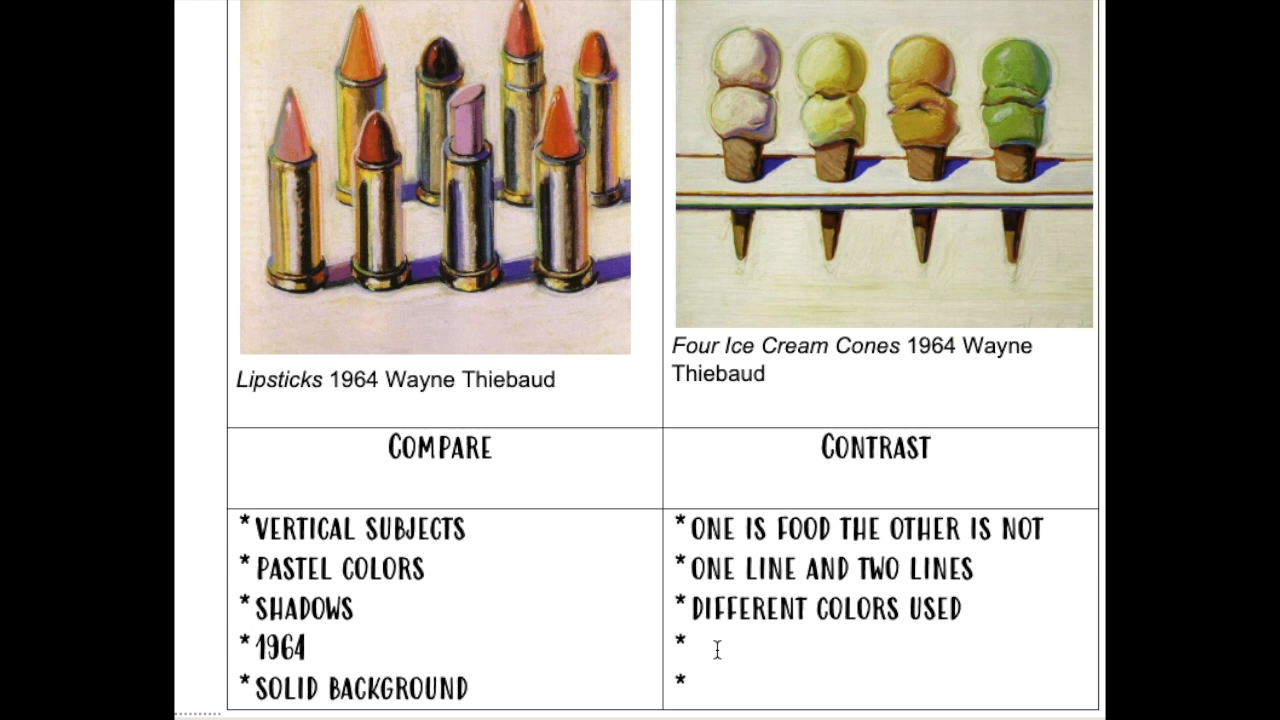 Lipsticks 1964 Wayne Thiebaud
Four Ice Cream Cones 1964 Wayne
Thiebaud
COMPARE
CONTRAST
*VERTICAL SUBJECTS
*PASTEL COLORS
*SHADOWS
*1964
*SOLID BACKGROUND
*ONE IS FOOD THE OTHER IS NOT
*ONE LINE AND TWO LINES
*DIFFERENT COLORS USED
*
*